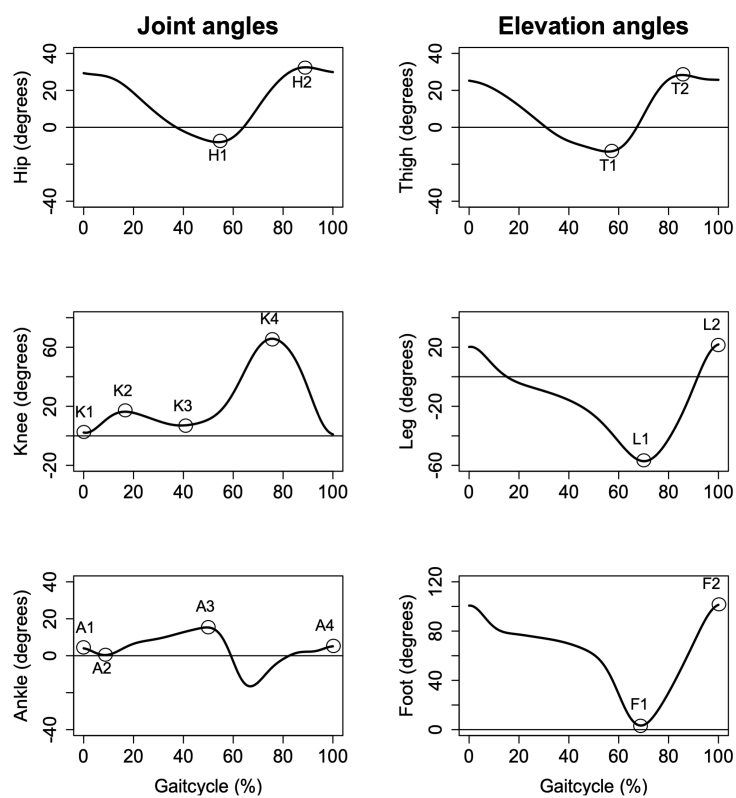 Joint angles
Elevation angles
Hip (degrees)
40
20
0
-40
H1
H2
0 20 40 60 80 100
Thigh (degrees)
40
20
0
-40
T1
T2
0 20 40 60 80 100
Knee (degrees)
60
20
-20
K1
K2
K3
K4
0 20 40 60 80 100
Leg (degrees)
20
-20
-60
L1
L2
0 20 40 60 80 100
Ankle (degrees)
40
20
0
-40
A1
A2
A3
A4
0 20 40 60 80 100
Gaitcycle (%)
Foot (degrees)
120
80
40
0
F1
F2
0 20 40 60 80 100
Gaitcycle (%)